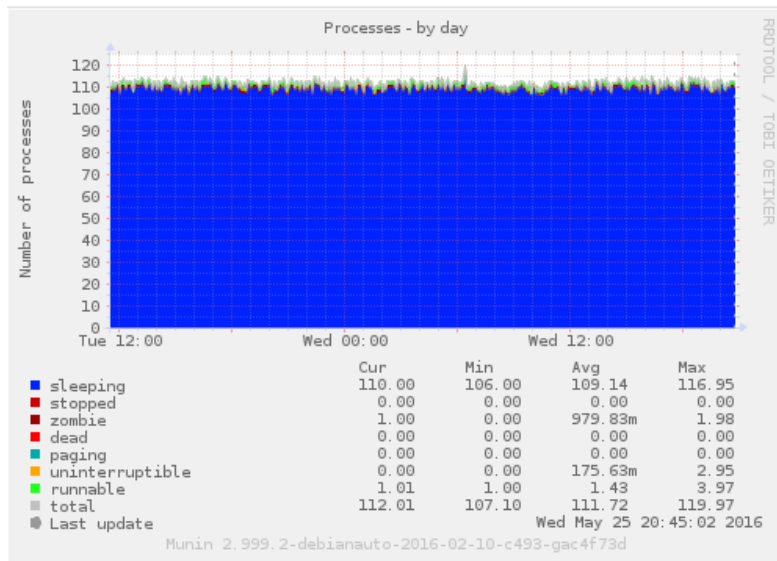 Processes - by day
RRDTOOL / TOBI OETIKER
Number of processes
120
110
100
90
80
70
60
50
40
30
20
10
0
Tue 12:00 Wed 00:00 Wed 12:00
Cur Min Avg Max
sleeping 110.00 106.00 109.14 116.95
stopped 0.00 0.00 0.00 0.00
zombie 1.00 0.00 979.83m 1.98
dead 0.00 0.00 0.00 0.00
paging 0.00 0.00 0.00 0.00
uninterruptible 0.00 0.00 175.63m 2.95
runnable 1.01 1.00 1.43 3.97
total 112.01 107.10 111.72 119.97
Last update Wed May 25 20:45:02 2016
Munin 2.999.2-debianauto-2016-02-10-c493-gac4f73d